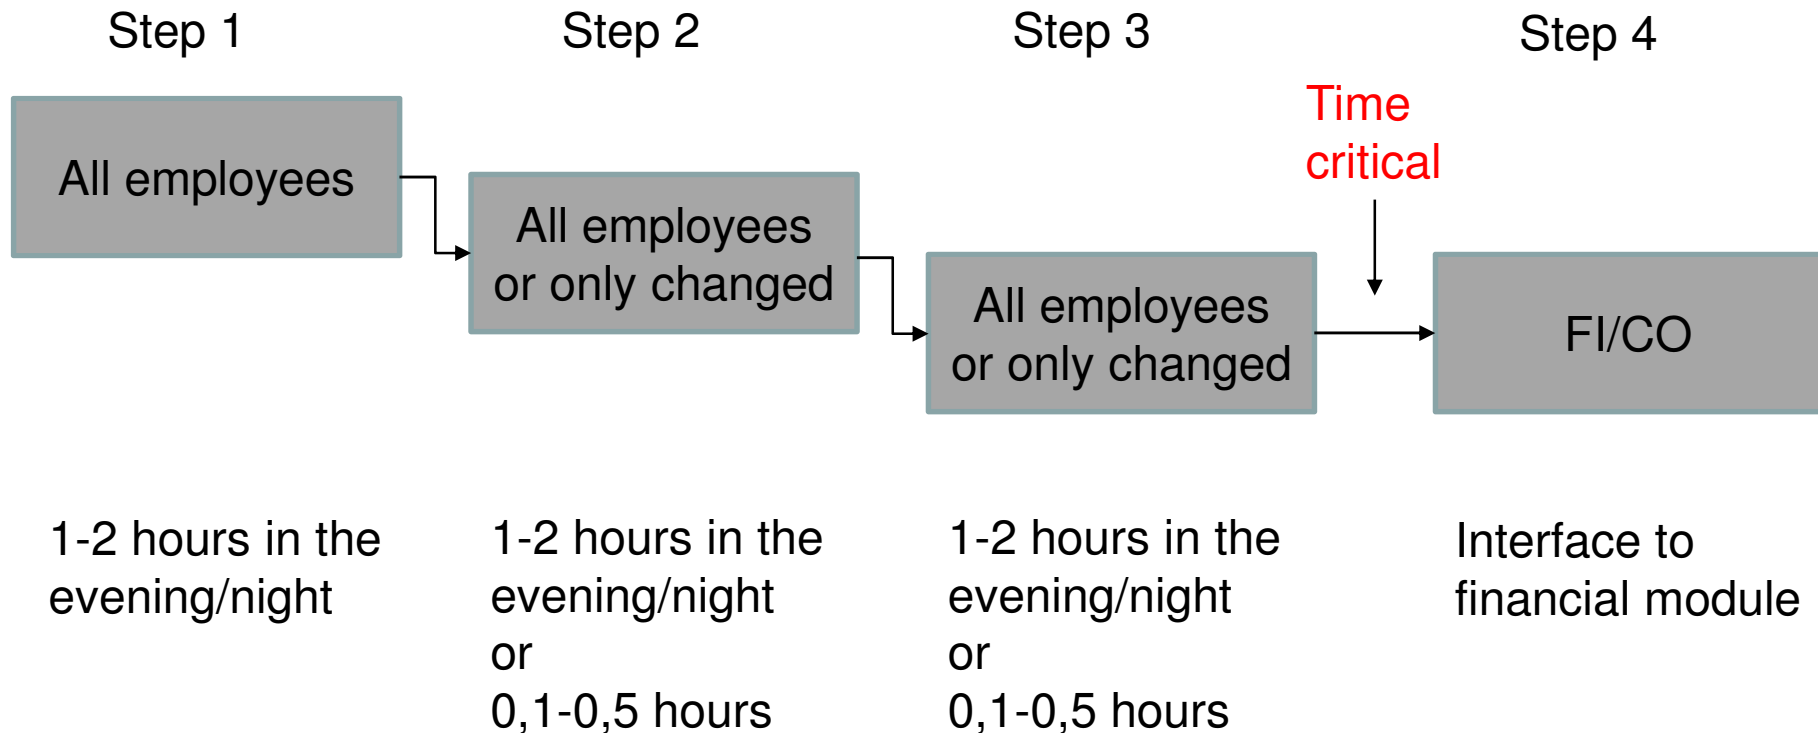 Step 1
Step 2
Step 3
Step 4
Time
critical
All employees
All employees
or only changed
All employees
or only changed
FI/CO
1-2 hours in the
evening/night
1-2 hours in the
evening/night
or
0,1-0,5 hours
1-2 hours in the
evening/night
or
0,1-0,5 hours
Interface to
financial module